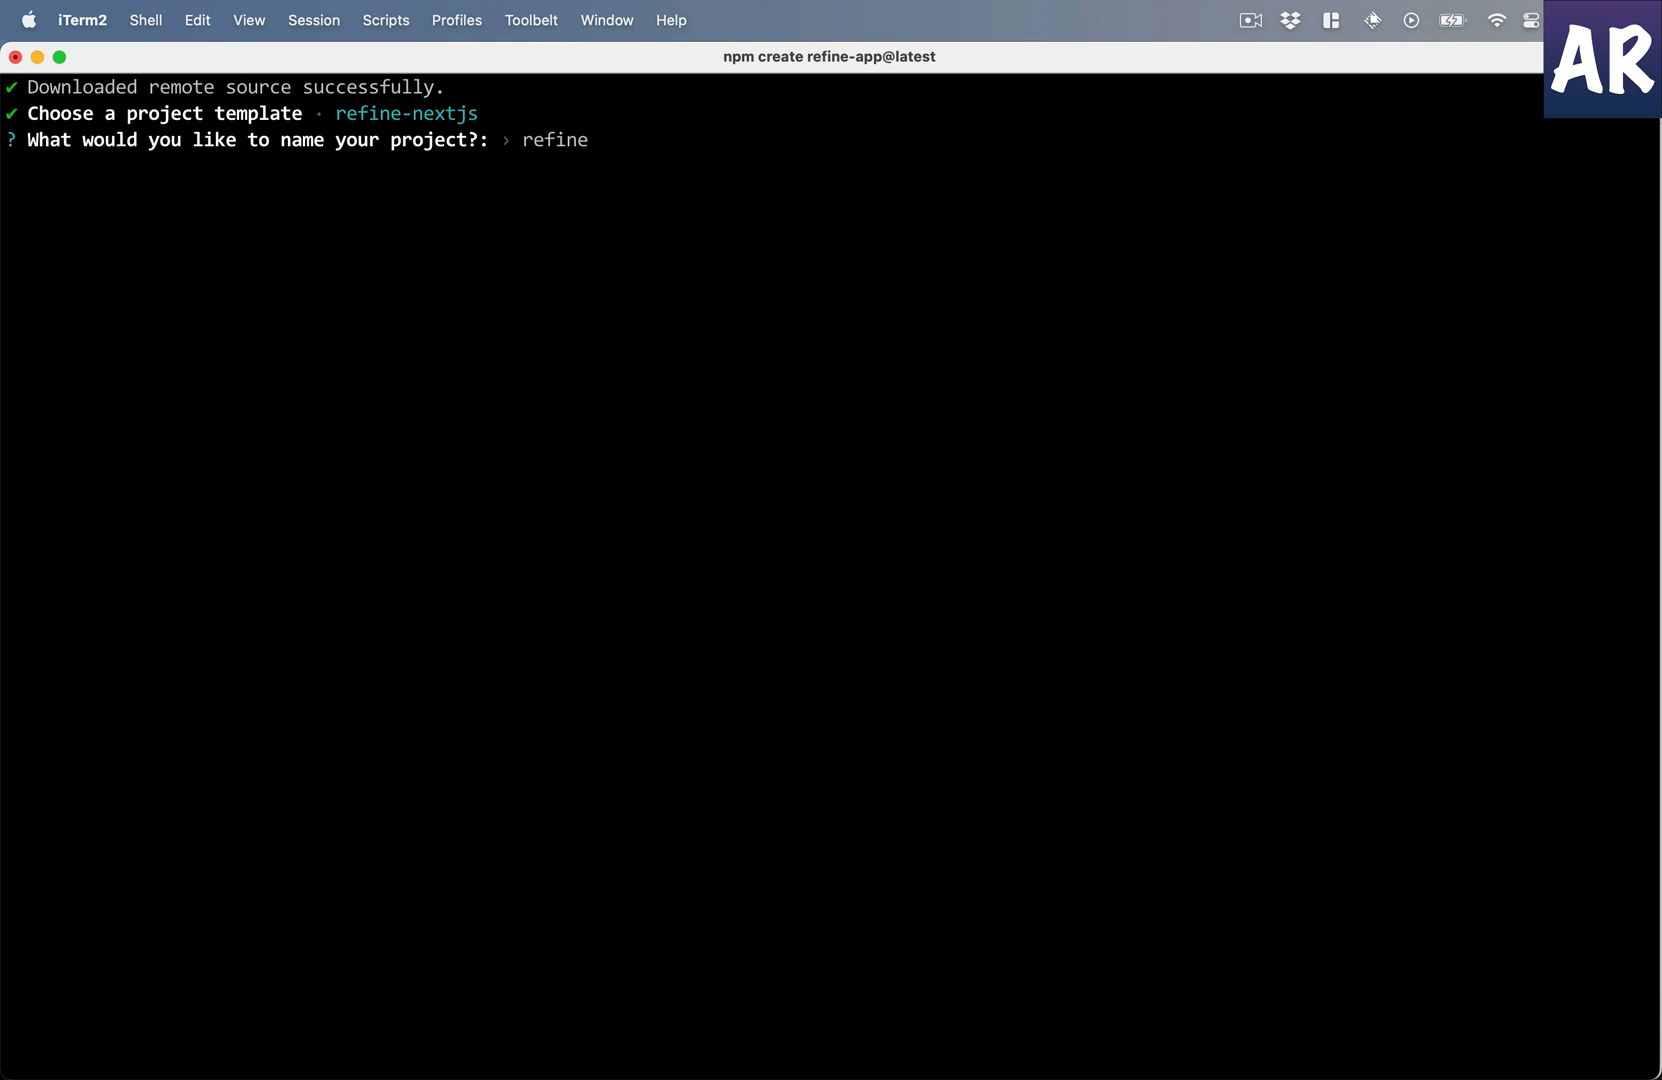 iTerm2 Shell Edit View Session Scripts Profiles Toolbelt Window Help
AR
npm create refine-app@latest
✔ Downloaded remote source successfully.
✔ Choose a project template · refine-nextjs
? What would you like to name your project?: › refine